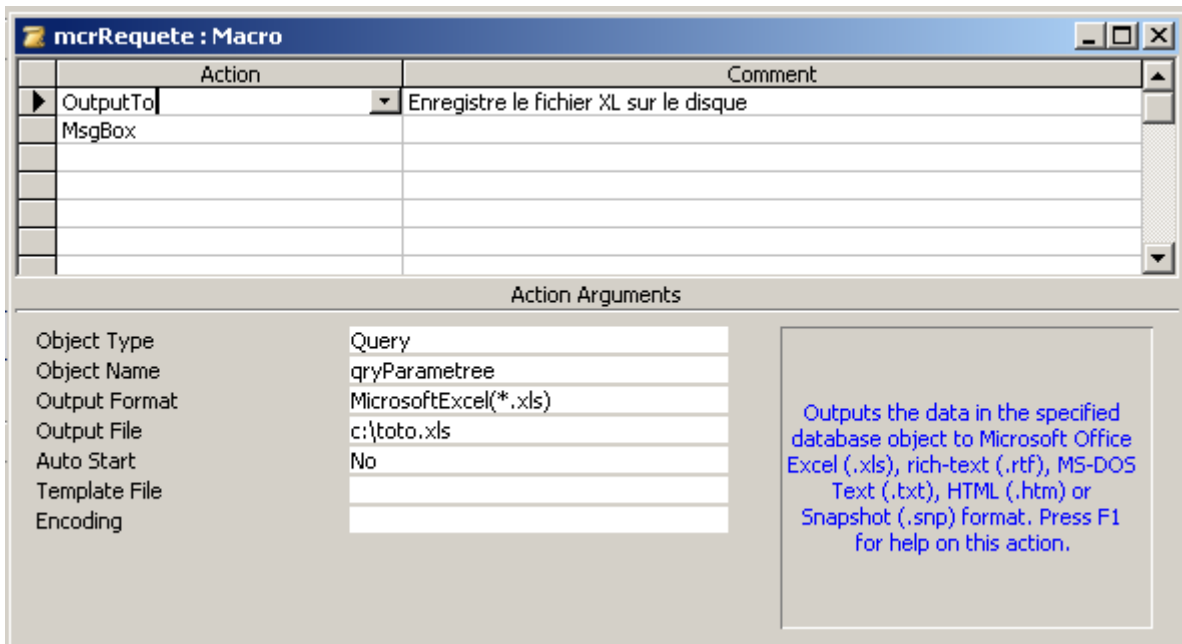 mcrRequete : Macro
Action Comment
OutputTo Enregistre le fichier XL sur le disque
MsgBox
Action Arguments
Object Type Query
Object Name qryParametree
Output Format MicrosoftExcel(*.xls)
Output File c:\toto.xls
Auto Start No
Template File
Encoding
Outputs the data in the specified
database object to Microsoft Office
Excel (.xls), rich-text (.rtf), MS-DOS
Text (.txt), HTML (.htm) or
Snapshot (.snp) format. Press F1
for help on this action.